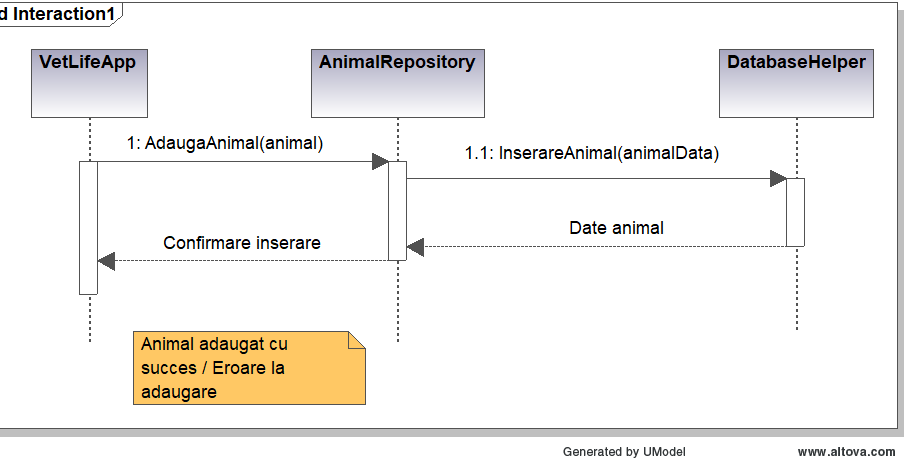 d Interaction1
VetLifeApp
AnimalRepository
DatabaseHelper
1: AdaugaAnimal(animal)
1.1: InserareAnimal(animalData)
Date animal
Confirmare inserare
Animal adaugat cu
succes / Eroare la
adaugare
Generated by UModel
www.altova.com